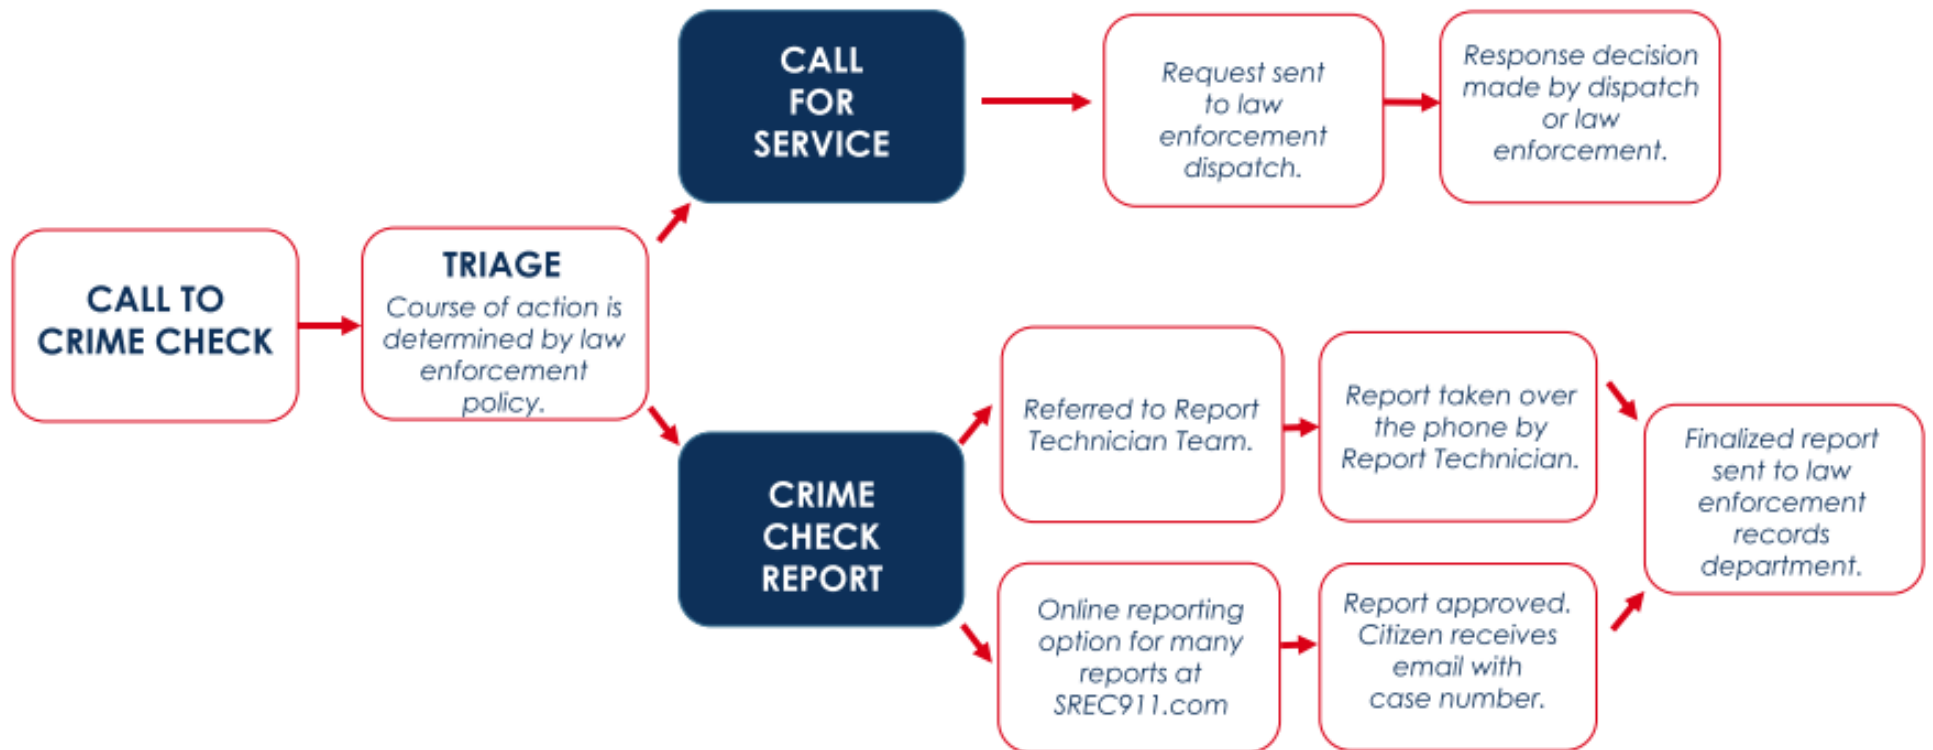 CALL TO
CRIME CHECK
TRIAGE
Course of action is
determined by law
enforcement
policy.
CALL
FOR
SERVICE
Request sent
to law
enforcement
dispatch.
Response decision
made by dispatch
or law
enforcement.
CRIME
CHECK
REPORT
Referred to Report
Technician Team.
Report taken over
the phone by
Report Technician.
Online reporting
option for many
reports at
SREC911.com
Report approved.
Citizen receives
email with
case number.
Finalized report
sent to law
enforcement
records
department.